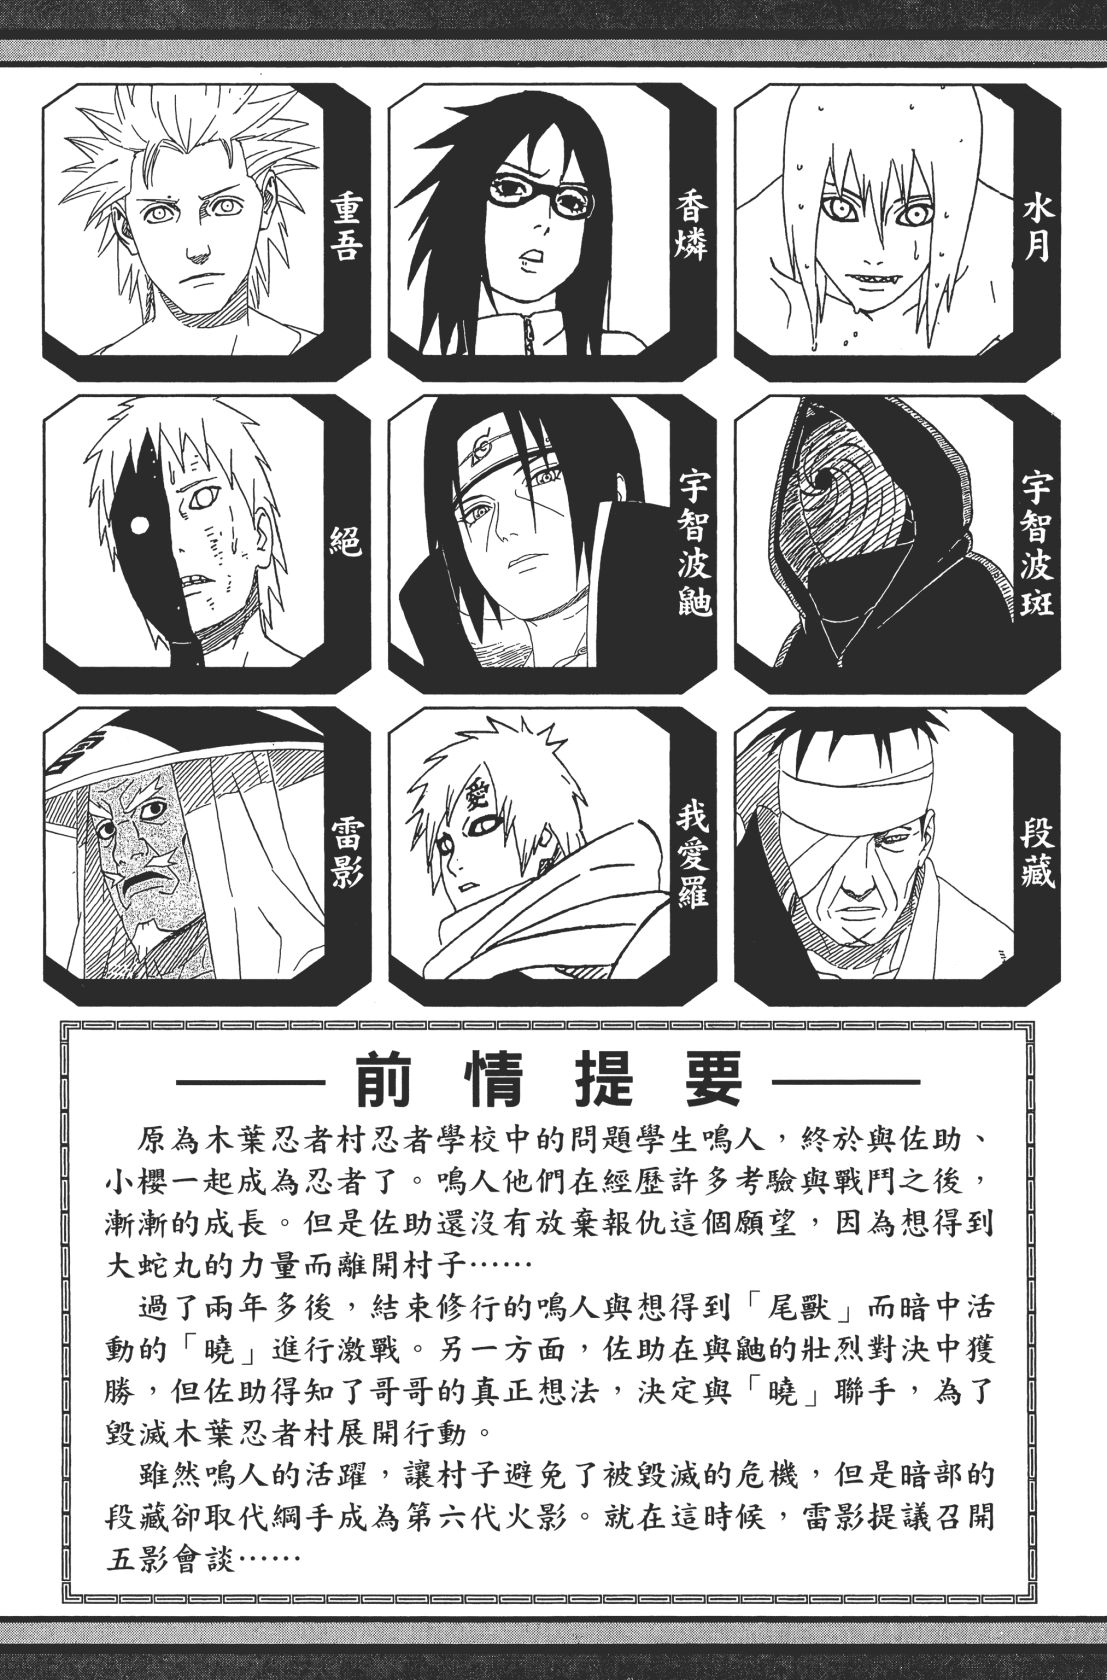 水月
香燐
重吾
宇智波斑
宇智波鼬
絕
段藏
我愛羅
愛
雷影
前情提要
原為木葉忍者村忍者學校中的問題學生鳴人，終於與佐助、
小櫻一起成為忍者了。鳴人他們在經歷許多考驗與戰鬥之後，
漸漸的成長。但是佐助還沒有放棄報仇這個願望，因為想得到
大蛇丸的力量而離開村子⋯⋯
過了兩年多後，結束修行的鳴人與想得到「尾獸」而暗中活
動的「曉」進行激戰。另一方面，佐助在與鼬的壯烈對決中獲
勝，但佐助得知了哥哥的真正想法，決定與「曉」聯手，為了
毀滅木葉忍者村展開行動。
雖然鳴人的活躍，讓村子避免了被毀滅的危機，但是暗部的
段藏卻取代綱手成為第六代火影。就在這時候，雷影提議召開
五影會談⋯⋯